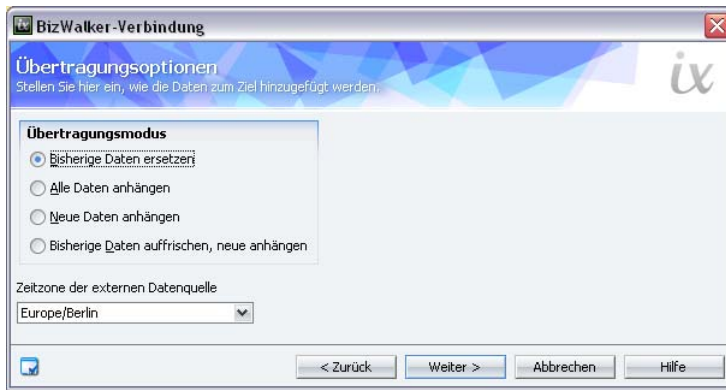 ix BizWalker-Verbindung
Übertragungsoptionen
Stellen Sie hier ein, wie die Daten zum Ziel hinzugefügt werden.
ix
Übertragungsmodus
Bisherige Daten ersetzen
Alle Daten anhängen
Neue Daten anhängen
Bisherige Daten auffrischen, neue anhängen
Zeitzone der externen Datenquelle
Europe/Berlin
< Zurück Weiter > Abbrechen Hilfe